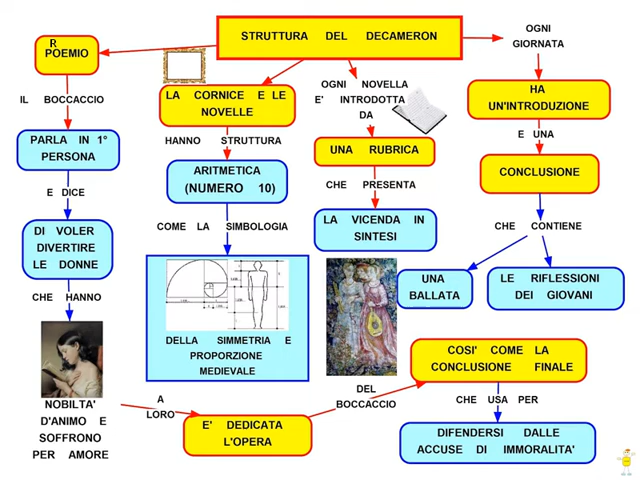 STRUTTURA DEL DECAMERON
R
POEMIO
IL BOCCACCIO
PARLA IN 1°
PERSONA
E DICE
DI VOLER
DIVERTIRE
LE DONNE
CHE HANNO
NOBILTA'
D'ANIMO E
SOFFRONO
PER AMORE
A
LORO
E' DEDICATA
L'OPERA
DEL
BOCCACCIO
COSI' COME LA
CONCLUSIONE FINALE
CHE USA PER
DIFENDERSI DALLE
ACCUSE DI IMMORALITA'
LA CORNICE E LE
NOVELLE
HANNO STRUTTURA
ARITMETICA
(NUMERO 10)
COME LA SIMBOLOGIA
DELLA SIMMETRIA E
PROPORZIONE
MEDIEVALE
OGNI NOVELLA
E' INTRODOTTA
DA
UNA RUBRICA
CHE PRESENTA
LA VICENDA IN
SINTESI
OGNI
GIORNATA
HA
UN'INTRODUZIONE
E UNA
CONCLUSIONE
CHE CONTIENE
UNA
BALLATA
LE RIFLESSIONI
DEI GIOVANI